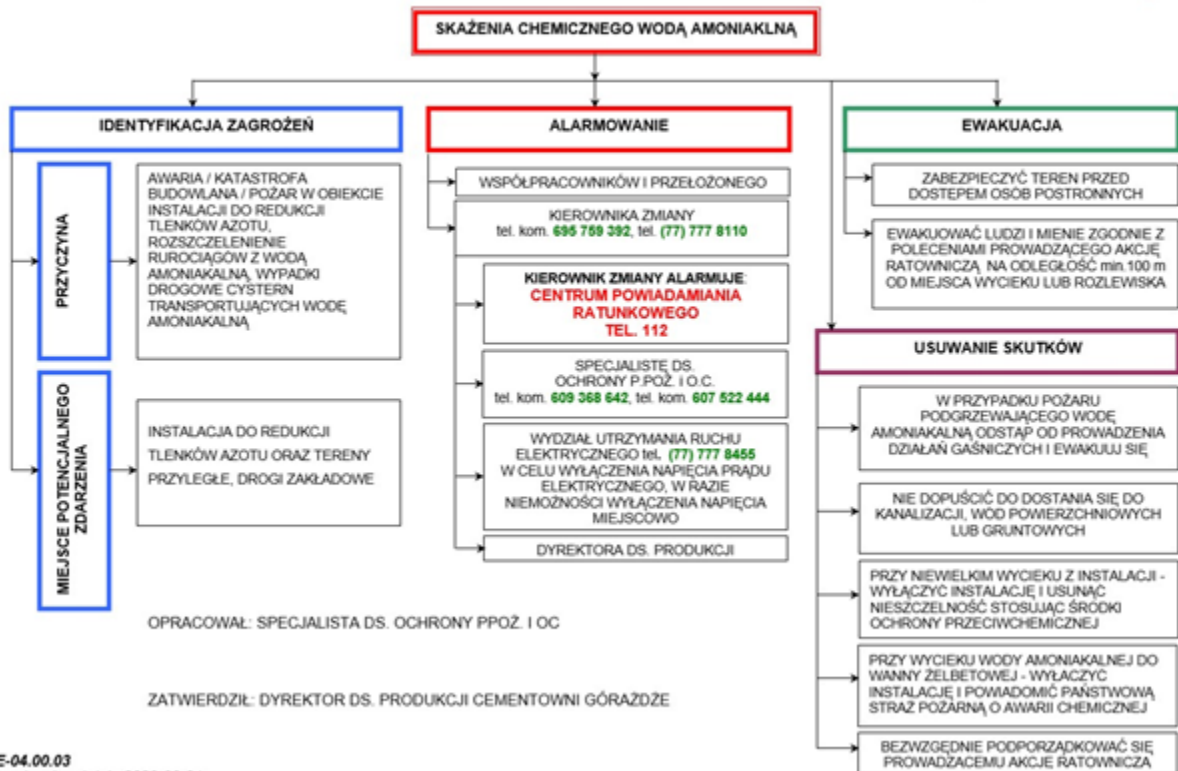 SKAŻENIA CHEMICZNEGO WODĄ AMONIAKLNĄ
IDENTYFIKACJA ZAGROŻEŃ
PRZYCZYNA
AWARIA / KATASTROFA
BUDOWLANA / POŻAR W OBIEKCIE
INSTALACJI DO REDUKCJI
TLENKÓW AZOTU,
ROZSZCZELENIENIE
RUROCIĄGÓW Z WODĄ
AMONIAKALNĄ, WYPADKI
DROGOWE CYSTERN
TRANSPORTUJĄCYCH WODĘ
AMONIAKALNĄ
MIEJSCE POTENCJALNEGO
ZDARZENIA
INSTALACJA DO REDUKCJI
TLENKÓW AZOTU ORAZ TERENY
PRZYLEGŁE, DROGI ZAKŁADOWE
ALARMOWANIE
WSPÓŁPRACOWNIKÓW I PRZEŁOŻONEGO
KIEROWNIKA ZMIANY
tel. kom. 695 759 392, tel. (77) 777 8110
KIEROWNIK ZMIANY ALARMUJE:
CENTRUM POWIADAMIANIA
RATUNKOWEGO
TEL. 112
SPECJALISTĘ DS.
OCHRONY P.POŻ. i O.C.
tel. kom. 609 368 642, tel. kom. 607 522 444
WYDZIAŁ UTRZYMANIA RUCHU
ELEKTRYCZNEGO tel. (77) 777 8455
W CELU WYŁĄCZENIA NAPIĘCIA PRĄDU
ELEKTRYCZNEGO, W RAZIE
NIEMOŻNOŚCI WYŁĄCZENIA NAPIĘCIA
MIEJSCOWO
DYREKTORA DS. PRODUKCJI
EWAKUACJA
ZABEZPIECZYĆ TEREN PRZED
DOSTEPEM OSÓB POSTRONNYCH
EWAKUOWAĆ LUDZI I MIENIE ZGODNIE Z
POLECENIAMI PROWADZĄCEGO AKCJĘ
RATOWNICZĄ NA ODLEGŁOŚĆ min.100 m
OD MIEJSCA WYCIEKU LUB ROZLEWISKA
USUWANIE SKUTKÓW
W PRZYPADKU POŻARU
PODGRZEWAJĄCEGO WODĘ
AMONIAKALNĄ ODSTĄP OD PROWADZENIA
DZIAŁAŃ GAŚNICZYCH I EWAKUUJ SIĘ
NIE DOPUŚCIĆ DO DOSTANIA SIĘ DO
KANALIZACJI, WÓD POWIERZCHNIOWYCH
LUB GRUNTOWYCH
PRZY NIEWIELKIM WYCIEKU Z INSTALACJI -
WYŁĄCZYĆ INSTALACJĘ I USUNĄĆ
NIESZCZELNOŚĆ STOSUJĄC ŚRODKI
OCHRONY PRZECIWCHEMICZNEJ
PRZY WYCIEKU WODY AMONIAKALNEJ DO
WANNY ŻELBETOWEJ - WYŁĄCZYĆ
INSTALACJĘ I POWIADOMIĆ PAŃSTWOWĄ
STRAŻ POŻARNĄ O AWARII CHEMICZNEJ
BEZWZGĘDNIE PODPORZĄDKOWAĆ SIĘ
PROWADZĄCEMU AKCJĘ RATOWNICZĄ
OPRACOWAŁ: SPECJALISTA DS. OCHRONY PPOŻ. I OC
ZATWIERDZIŁ: DYREKTOR DS. PRODUKCJI CEMENTOWNI GÓRAŻDŻE
E-04.00.03